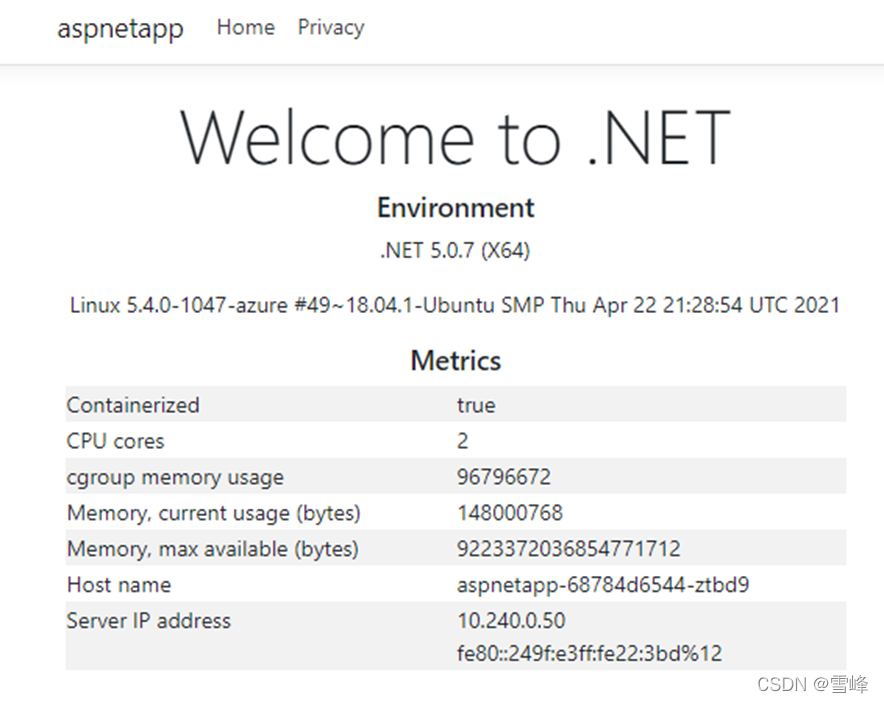 aspnetapp Home Privacy
Welcome to .NET
Environment
.NET 5.0.7 (X64)
Linux 5.4.0-1047-azure #49~18.04.1-Ubuntu SMP Thu Apr 22 21:28:54 UTC 2021
Metrics
Containerized true
CPU cores 2
cgroup memory usage 96796672
Memory, current usage (bytes) 148000768
Memory, max available (bytes) 9223372036854771712
Host name aspnetapp-68784d6544-ztbd9
Server IP address 10.240.0.50
fe80::249f:e3ff:fe22:3bd%12
CSDN @雪峰